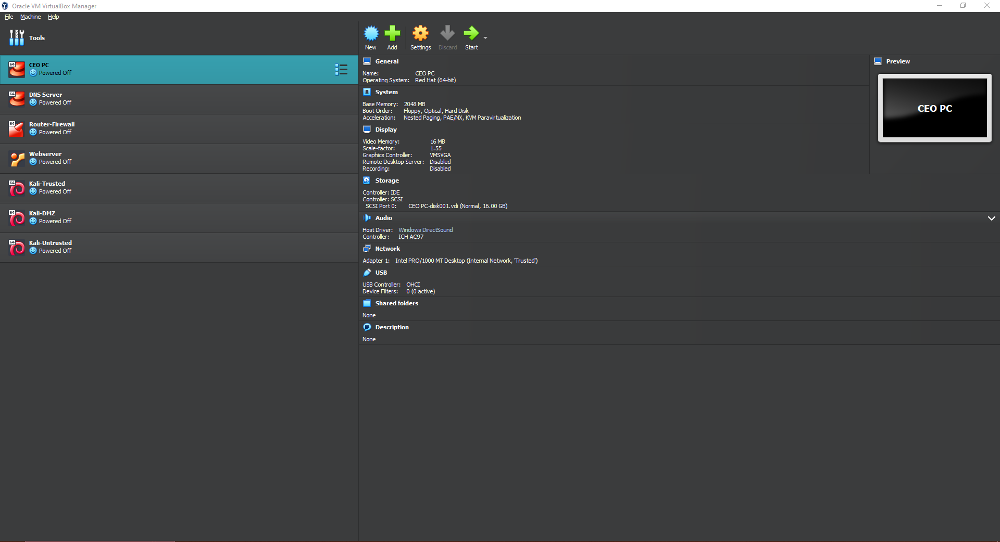 Oracle VM VirtualBox Manager
File Machine Help
Tools
New Add Settings Discard Start
64
CEO PC
Powered Off
64
DNS Server
Powered Off
64
Router-Firewall
Powered Off
Webserver
Powered Off
64
Kali-Trusted
Powered Off
64
Kali-DMZ
Powered Off
64
Kali-Untrusted
Powered Off
General
Name: CEO PC
Operating System: Red Hat (64-bit)
System
Base Memory: 2048 MB
Boot Order: Floppy, Optical, Hard Disk
Acceleration: Nested Paging, PAE/NX, KVM Paravirtualization
Display
Video Memory: 16 MB
Scale-factor: 1.55
Graphics Controller: VMSVGA
Remote Desktop Server: Disabled
Recording: Disabled
Storage
Controller: IDE
Controller: SCSI
SCSI Port 0: CEO PC-disk001.vdi (Normal, 16.00 GB)
Audio
Host Driver: Windows DirectSound
Controller: ICH AC97
Network
Adapter 1: Intel PRO/1000 MT Desktop (Internal Network, 'Trusted')
USB
USB Controller: OHCI
Device Filters: 0 (0 active)
Shared folders
None
Description
None
Preview
CEO PC